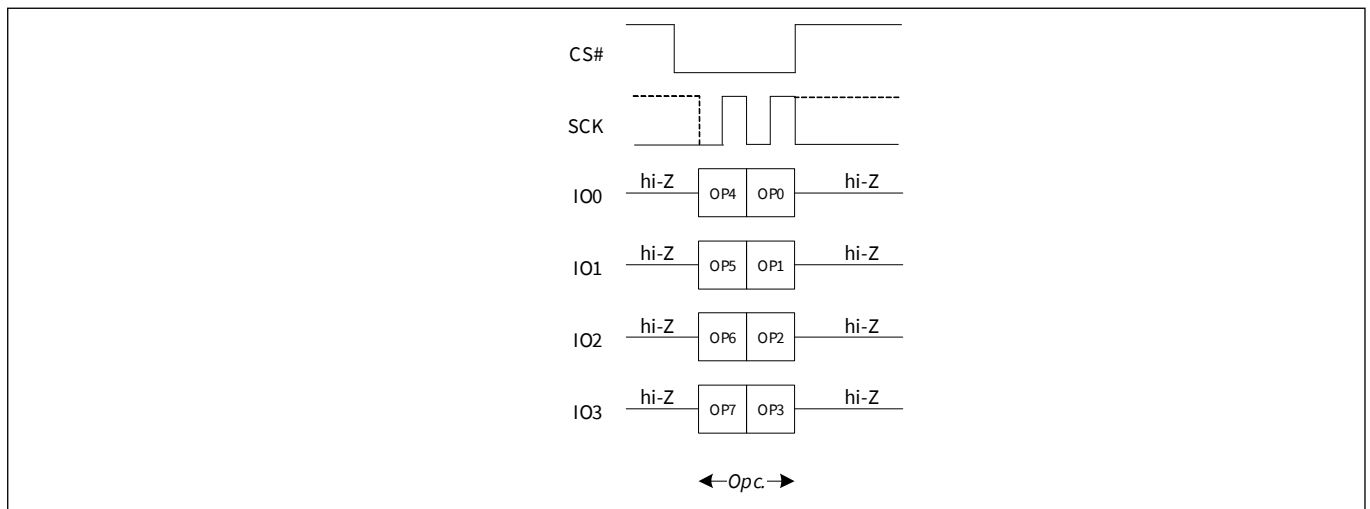 CS#
SCK
IO0 hi-Z OP4 OP0 hi-Z
IO1 hi-Z OP5 OP1 hi-Z
IO2 hi-Z OP6 OP2 hi-Z
IO3 hi-Z OP7 OP3 hi-Z
Opc.